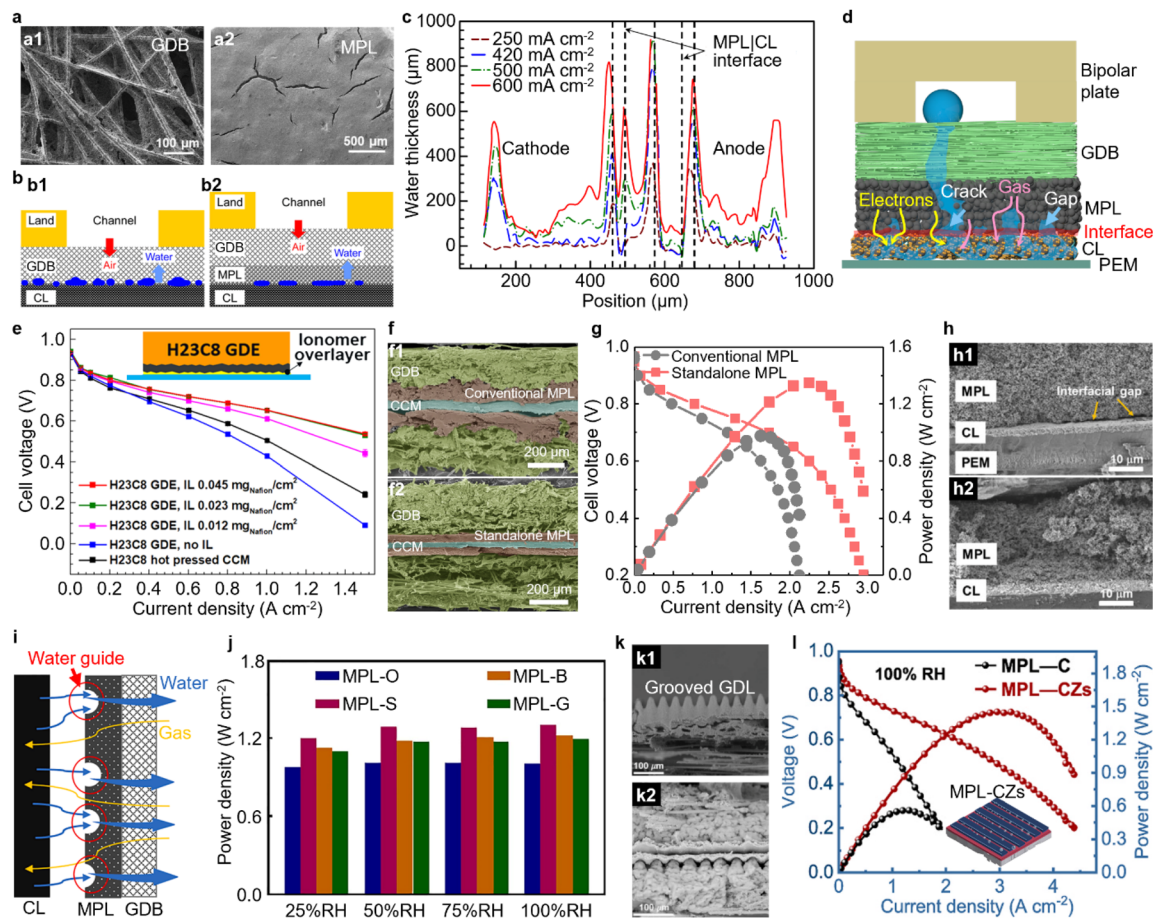 a
a1
GDB
100 μm
a2
MPL
500 μm
b
b1
Land
Channel
Air
Water
GDB
CL
b2
Land
Channel
Air
GDB
Water
MPL
CL
c
1000
800
600
400
200
0
Water thickness (μm)
250 mA cm-2
420 mA cm-2
500 mA cm-2
600 mA cm-2
MPL|CL
interface
Cathode
Anode
200 400 600 800 1000
Position (μm)
d
Bipolar
plate
GDB
Crack
Gas
Electrons
Gap
MPL
Interface
CL
PEM
e
1.0
0.8
0.6
0.4
0.2
0.0
Cell voltage (V)
H23C8 GDE
Ionomer
overlayer
H23C8 GDE, IL 0.045 mgNafion/cm2
H23C8 GDE, IL 0.023 mgNafion/cm2
H23C8 GDE, IL 0.012 mgNafion/cm2
H23C8 GDE, no IL
H23C8 hot pressed CCM
0.0 0.2 0.4 0.6 0.8 1.0 1.2 1.4
Current density (A cm-2)
f
f1
GDB
Conventional MPL
CCM
200 μm
f2
GDB
Standalone MPL
CCM
200 μm
g
1.0
0.8
0.6
0.4
0.2
Cell voltage (V)
Conventional MPL
Standalone MPL
1.5
1.2
0.9
0.6
0.3
0.0
Power density (W cm-2)
0.0 0.5 1.0 1.5 2.0 2.5 3.0
Current density (A cm-2)
h
h1
MPL
Interfacial gap
CL
PEM
10 μm
h2
MPL
CL
10 μm
i
Water guide
Water
Gas
CL MPL GDB
j
1.8
1.2
0.6
0.0
Power density (W cm-2)
MPL-O
MPL-B
MPL-S
MPL-G
25%RH 50%RH 75%RH 100%RH
k
k1
Grooved GDL
100 μm
k2
100 μm
l
1.0
0.8
0.6
0.4
0.2
0.0
Voltage (V)
100% RH
MPL—C
MPL—CZs
MPL-CZs
1.8
1.5
1.2
0.9
0.6
0.3
0.0
Power density (W cm-2)
0 1 2 3 4
Current density (A cm-2)